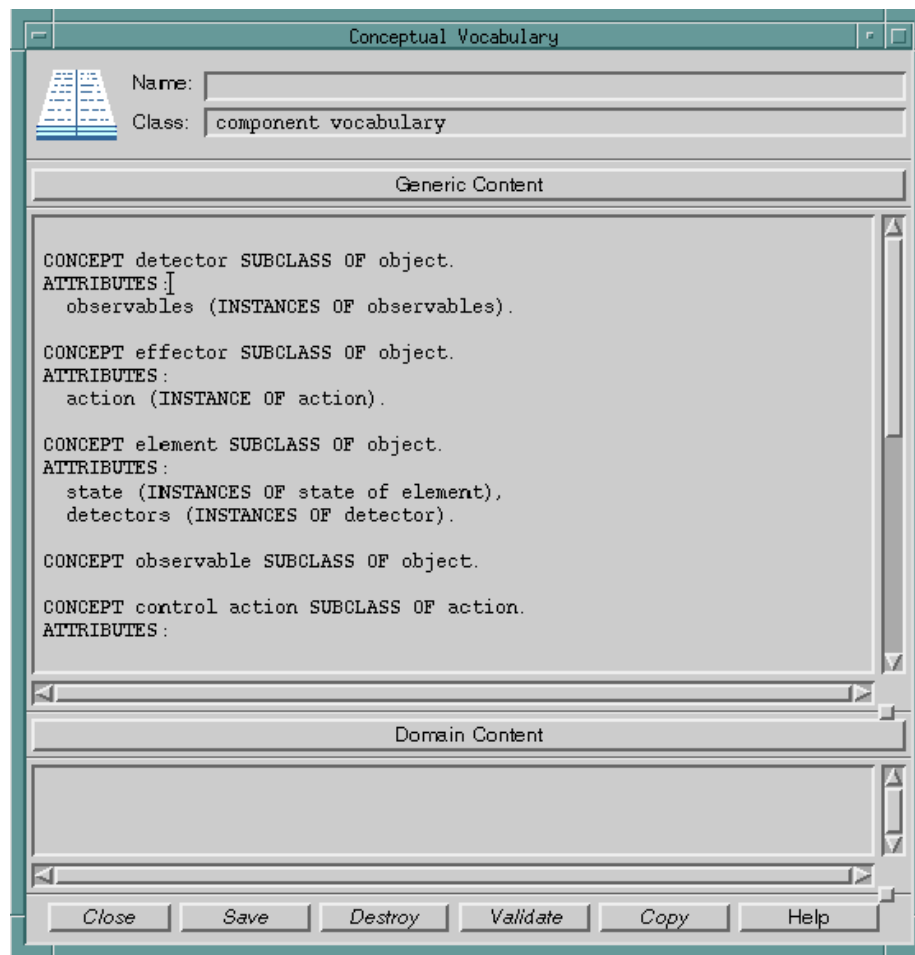 Conceptual Vocabulary
Name:
Class: component vocabulary
Generic Content
CONCEPT detector SUBCLASS OF object.
ATTRIBUTES:
observables (INSTANCES OF observables).
CONCEPT effector SUBCLASS OF object.
ATTRIBUTES:
action (INSTANCE OF action).
CONCEPT element SUBCLASS OF object.
ATTRIBUTES:
state (INSTANCES OF state of element),
detectors (INSTANCES OF detector).
CONCEPT observable SUBCLASS OF object.
CONCEPT control action SUBCLASS OF action.
ATTRIBUTES:
Domain Content
Close Save Destroy Validate Copy Help